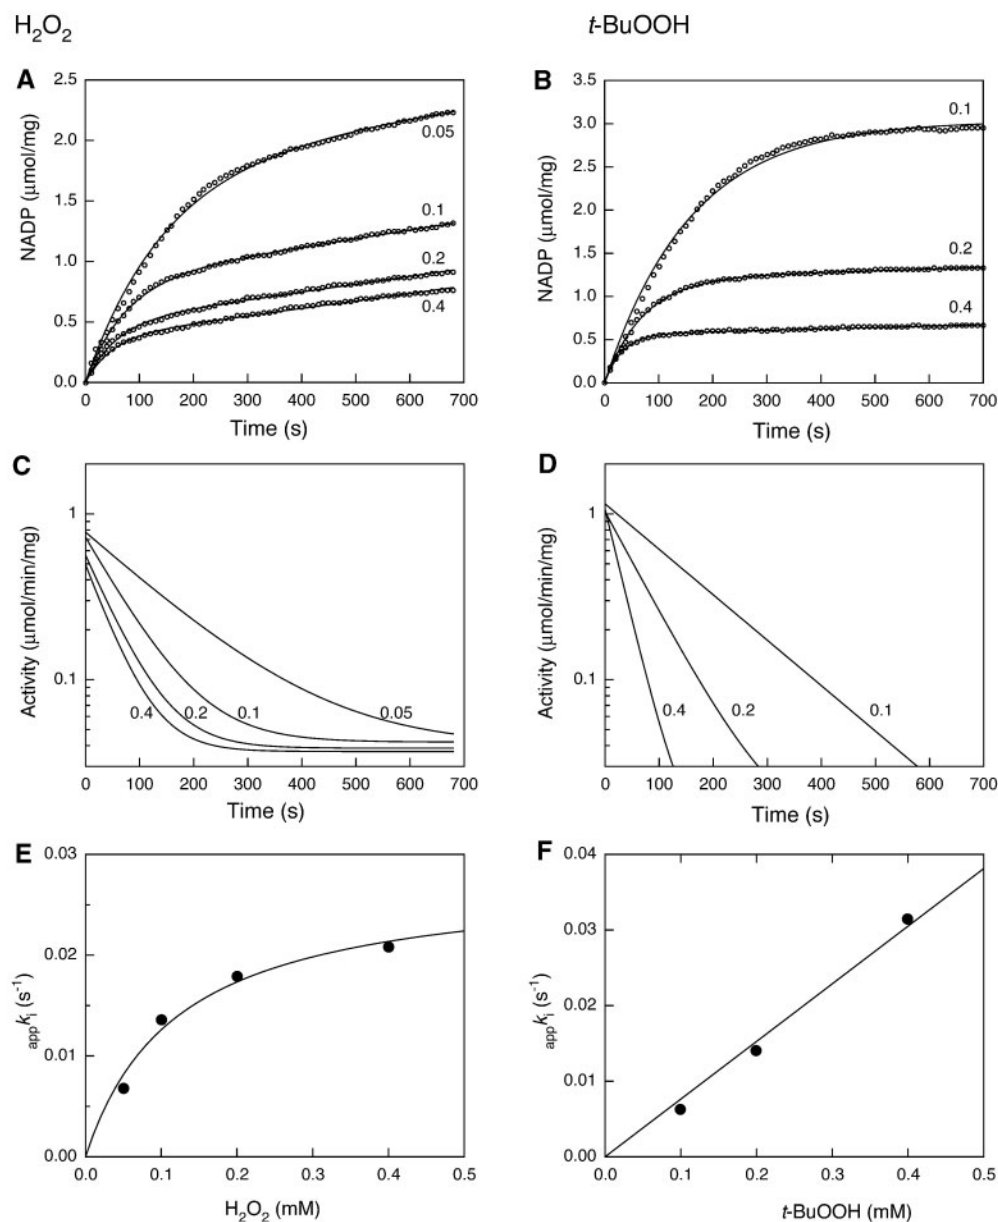 H2O2
t-BuOOH
A
2.5
2.0
1.5
1.0
0.5
0.0
NADP (μmol/mg)
0.05
0.1
0.2
0.4
0 100 200 300 400 500 600 700
Time (s)
B
3.5
3.0
2.5
2.0
1.5
1.0
0.5
0.0
NADP (μmol/mg)
0.1
0.2
0.4
0 100 200 300 400 500 600 700
Time (s)
C
1
0.1
Activity (μmol/min/mg)
0.4 0.2 0.1 0.05
0 100 200 300 400 500 600 700
Time (s)
D
1
0.1
Activity (μmol/min/mg)
0.4 0.2 0.1
0 100 200 300 400 500 600 700
Time (s)
E
0.03
0.02
0.01
0.00
app ki (s-1)
0.0 0.1 0.2 0.3 0.4 0.5
H2O2 (mM)
F
0.04
0.03
0.02
0.01
0.00
app ki (s-1)
0.0 0.1 0.2 0.3 0.4 0.5
t-BuOOH (mM)